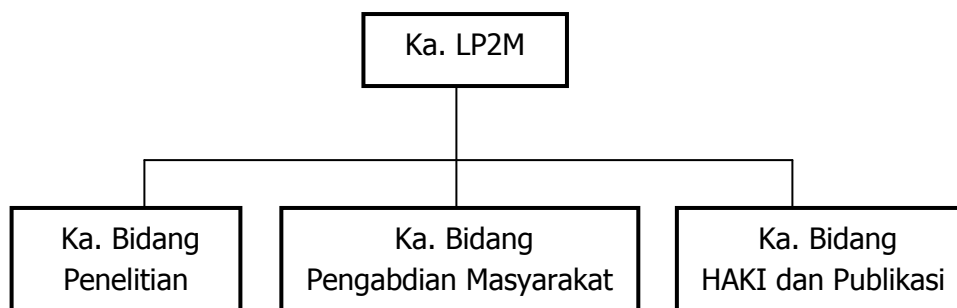 Ka. LP2M
Ka. Bidang
Penelitian
Ka. Bidang
Pengabdian Masyarakat
Ka. Bidang
HAKI dan Publikasi